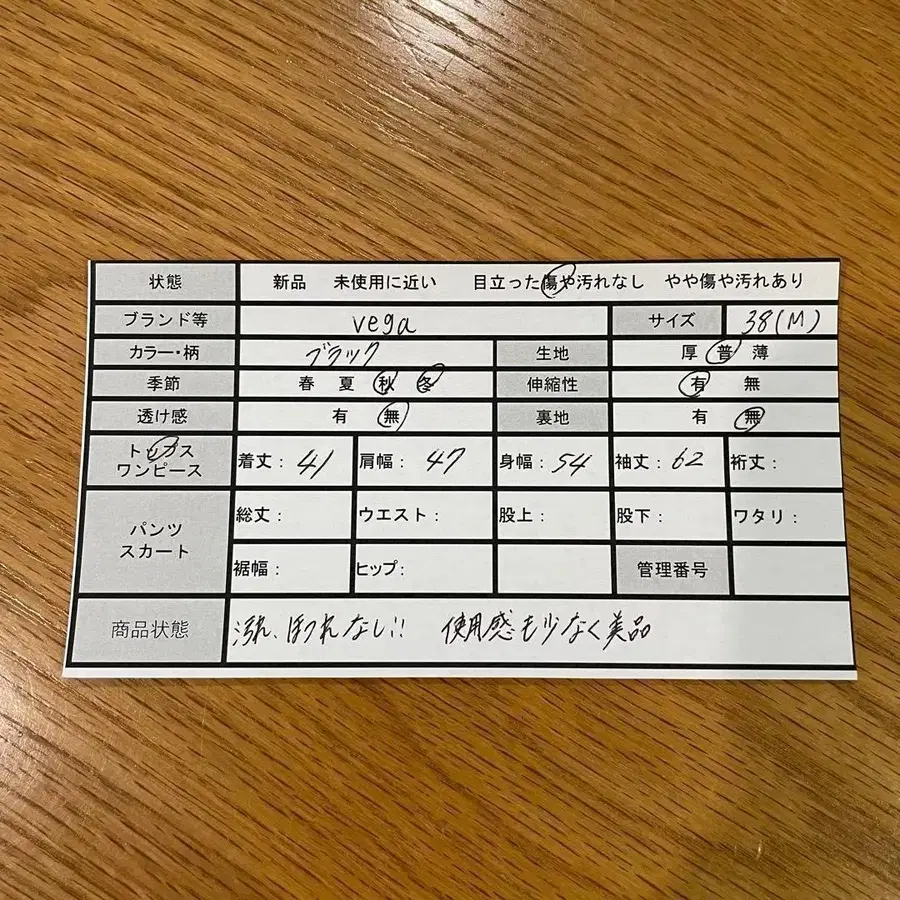 状態 新品 未使用に近い 目立った傷や汚れなし やや傷や汚れあり
ブランド等 vega サイズ 38(M)
カラー・柄 ブラック 生地 厚 普 薄
季節 春 夏 秋 冬 伸縮性 有 無
透け感 有 無 裏地 有 無
トップス
ワンピース 着丈: 41 肩幅: 47 身幅: 54 袖丈: 62 裄丈:
パンツ
スカート
総丈: ウエスト: 股上: 股下: ワタリ:
裾幅: ヒップ: 管理番号
商品状態 汚れ、ほつれなし!! 使用感も少なく美品